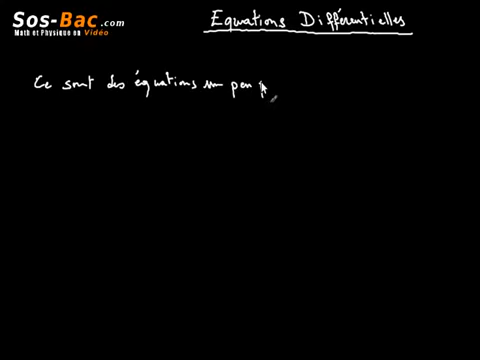 Sos-Bac.com
Math et Physique en Vidéo
Equations Différentielles
Ce sont des équations un peu p